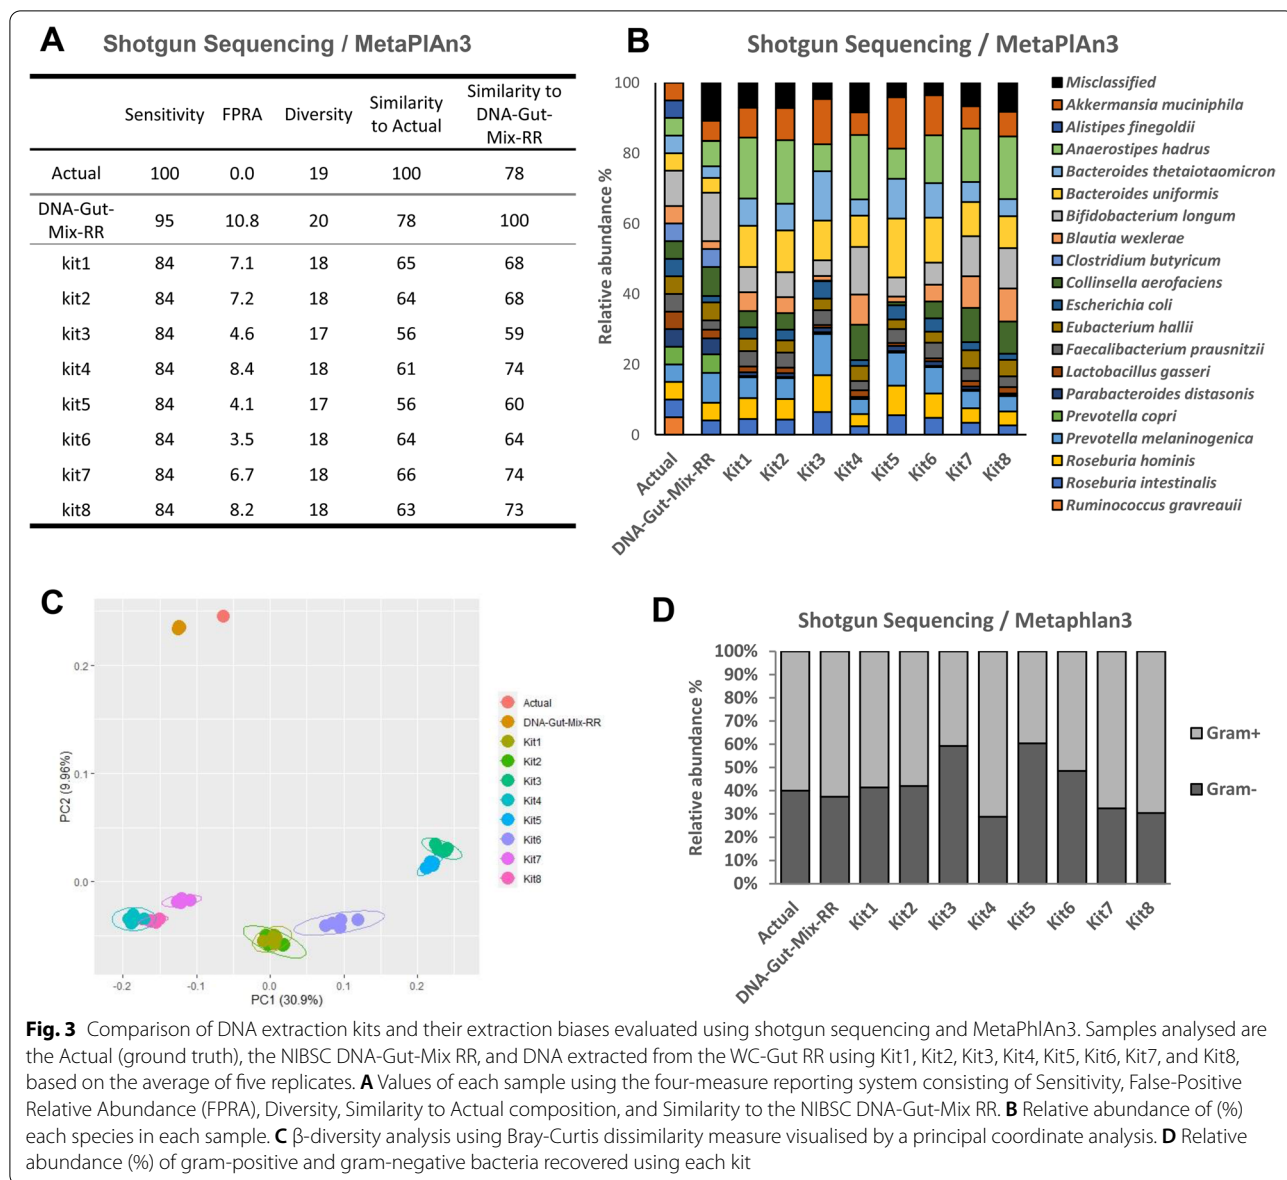 A
Shotgun Sequencing / MetaPlAn3
Sensitivity FPRA Diversity Similarity to Actual Similarity to DNA-Gut-Mix-RR
Actual 100 0.0 19 100 78
DNA-Gut-Mix-RR 95 10.8 20 78 100
kit1 84 7.1 18 65 68
kit2 84 7.2 18 64 68
kit3 84 4.6 17 56 59
kit4 84 8.4 18 61 74
kit5 84 4.1 17 56 60
kit6 84 3.5 18 64 64
kit7 84 6.7 18 66 74
kit8 84 8.2 18 63 73
B
Shotgun Sequencing / MetaPlAn3
Relative abundance %
100
80
60
40
20
0
Actual
DNA-Gut-Mix-RR
Kit1
Kit2
Kit3
Kit4
Kit5
Kit6
Kit7
Kit8
Misclassified
Akkermansia muciniphila
Alistipes finegoldii
Anaerostipes hadrus
Bacteroides thetaiotaomicron
Bacteroides uniformis
Bifidobacterium longum
Blautia wexlerae
Clostridium butyricum
Collinsella aerofaciens
Escherichia coli
Eubacterium hallii
Faecalibacterium prausnitzii
Lactobacillus gasseri
Parabacteroides distasonis
Prevotella copri
Prevotella melaninogenica
Roseburia hominis
Roseburia intestinalis
Ruminococcus gravreauii
C
PC2 (9.96%)
0.2
0.1
0.0
-0.2
-0.1
0.0
0.1
0.2
PC1 (30.9%)
Actual
DNA-Gut-Mix-RR
Kit1
Kit2
Kit3
Kit4
Kit5
Kit6
Kit7
Kit8
D
Shotgun Sequencing / Metaphlan3
Relative abundance %
100%
90%
80%
70%
60%
50%
40%
30%
20%
10%
0%
Actual
DNA-Gut-Mix-RR
Kit1
Kit2
Kit3
Kit4
Kit5
Kit6
Kit7
Kit8
Gram+
Gram-
Fig. 3 Comparison of DNA extraction kits and their extraction biases evaluated using shotgun sequencing and MetaPhlAn3. Samples analysed are
the Actual (ground truth), the NIBSC DNA-Gut-Mix RR, and DNA extracted from the WC-Gut RR using Kit1, Kit2, Kit3, Kit4, Kit5, Kit6, Kit7, and Kit8,
based on the average of five replicates. A Values of each sample using the four-measure reporting system consisting of Sensitivity, False-Positive
Relative Abundance (FPRA), Diversity, Similarity to Actual composition, and Similarity to the NIBSC DNA-Gut-Mix RR. B Relative abundance of (%)
each species in each sample. C β-diversity analysis using Bray-Curtis dissimilarity measure visualised by a principal coordinate analysis. D Relative
abundance (%) of gram-positive and gram-negative bacteria recovered using each kit